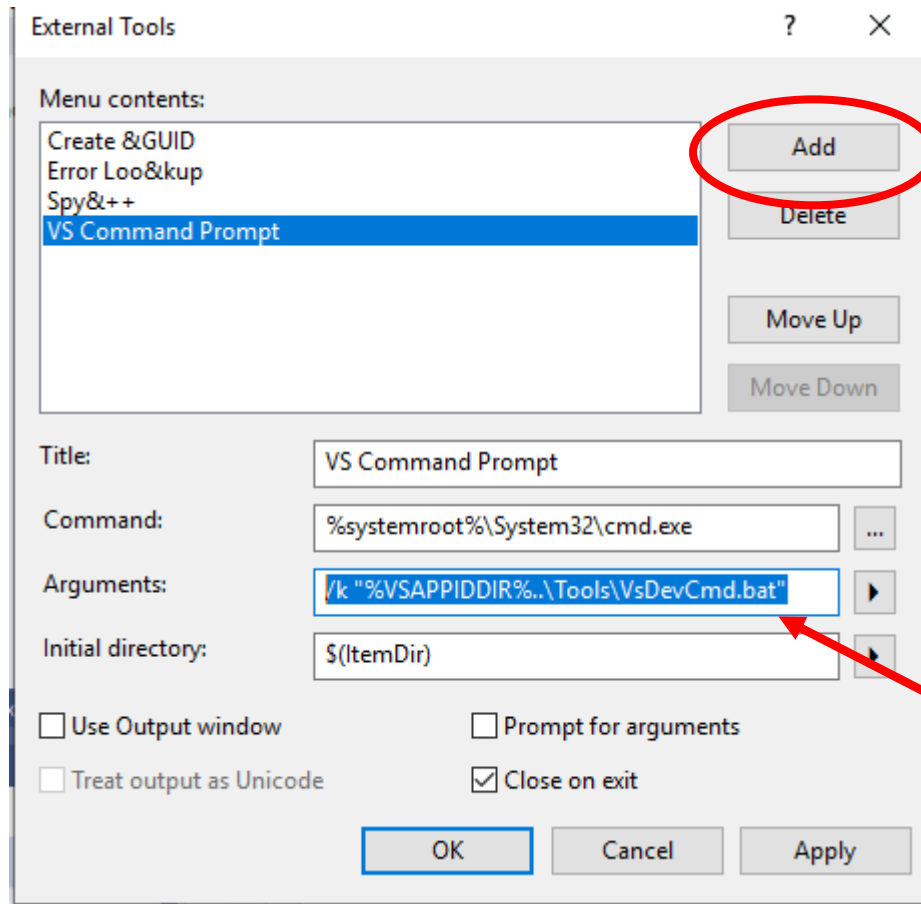 External Tools
?
Menu contents:
Create &GUID
Error Loo&kup
Spy&++
VS Command Prompt
Add
Delete
Move Up
Move Down
Title:
VS Command Prompt
Command:
%systemroot%\System32\cmd.exe
...
Arguments:
/k "%VSAPPIDDIR%..\Tools\VsDevCmd.bat"
Initial directory:
$(ItemDir)
Use Output window
Prompt for arguments
Treat output as Unicode
Close on exit
OK
Cancel
Apply